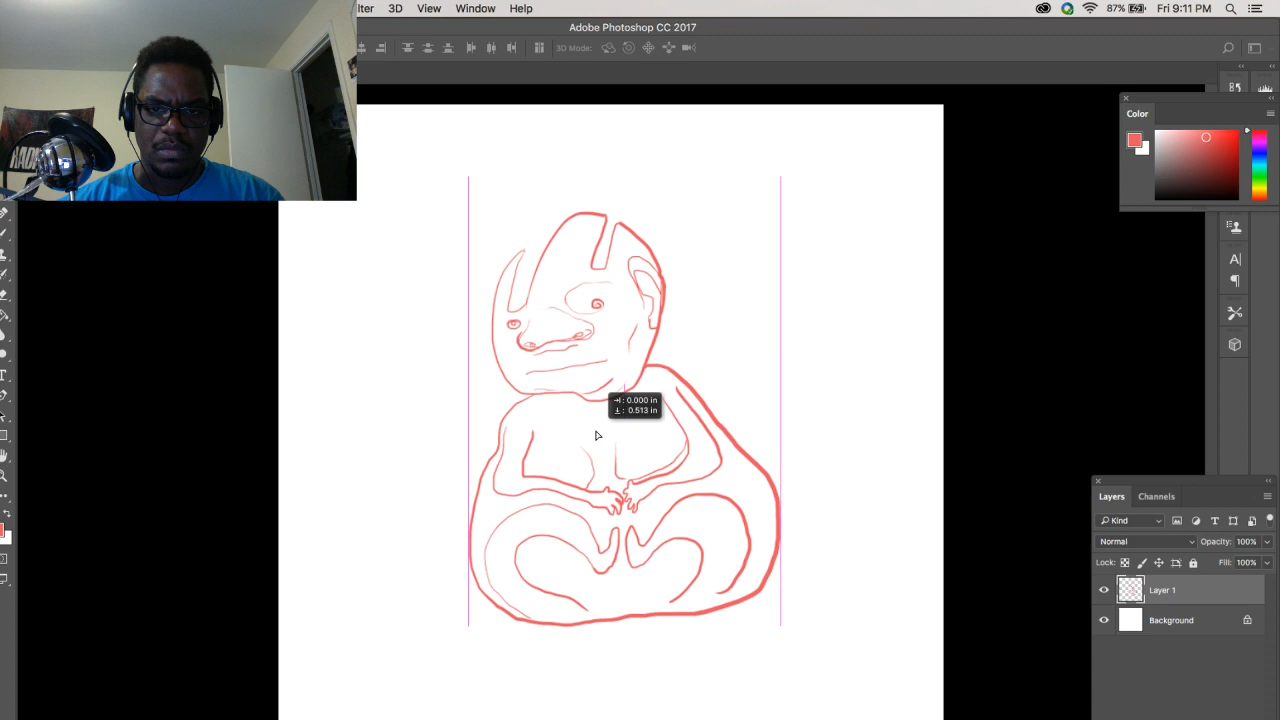 lter 3D View Window Help 87% Fri 9:11 PM
Adobe Photoshop CC 2017
3D Mode:
Color
→: 0.000 in
↓: 0.513 in
Layers Channels
Kind
Normal Opacity: 100%
Lock: Fill: 100%
Layer 1
Background